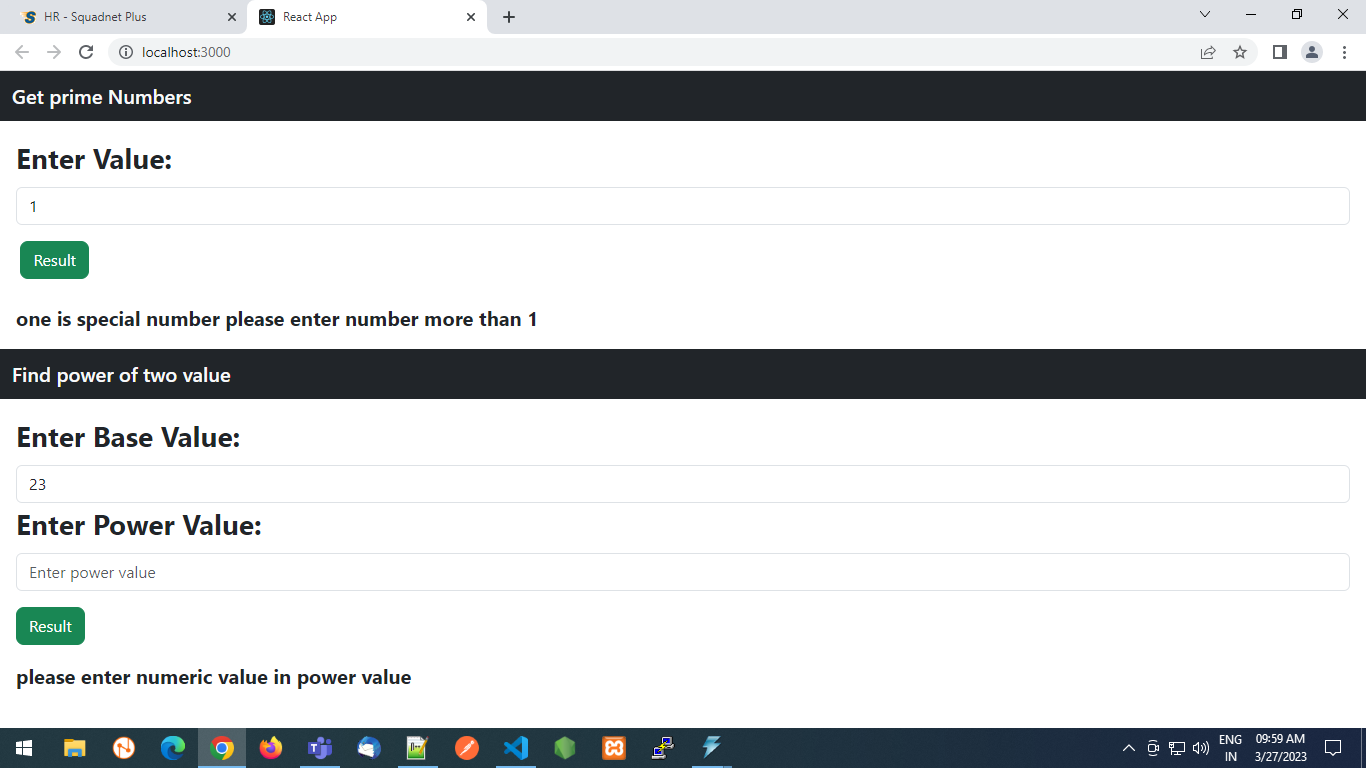 HR - Squadnet Plus
React App
localhost:3000
Get prime Numbers
Enter Value:
1
Result
one is special number please enter number more than 1
Find power of two value
Enter Base Value:
23
Enter Power Value:
Enter power value
Result
please enter numeric value in power value
ENG
IN
09:59 AM
3/27/2023